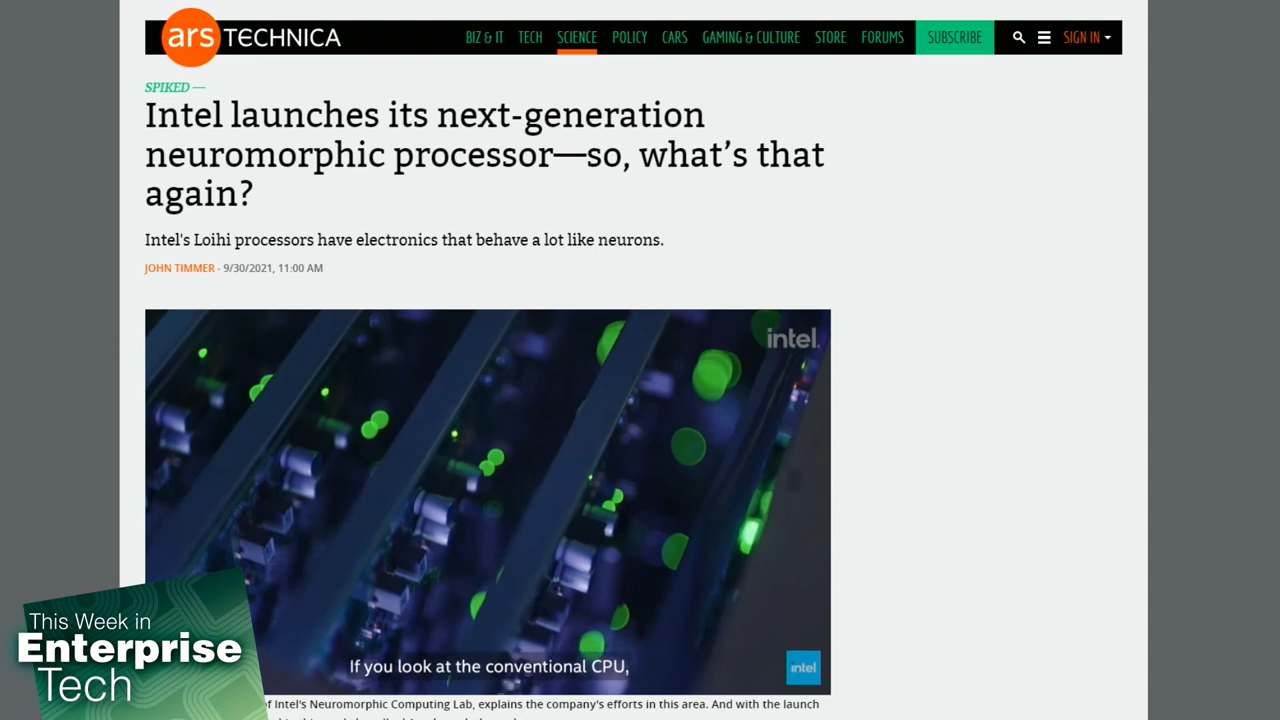 ars TECHNICA
BIZ & IT TECH SCIENCE POLICY CARS GAMING & CULTURE STORE FORUMS SUBSCRIBE SIGN IN
SPIKED —
Intel launches its next-generation
neuromorphic processor—so, what's that
again?
Intel's Loihi processors have electronics that behave a lot like neurons.
JOHN TIMMER - 9/30/2021, 11:00 AM
intel.
If you look at the conventional CPU,
intel
This Week in
Enterprise
Tech
of Intel's Neuromorphic Computing Lab, explains the company's efforts in this area. And with the launch